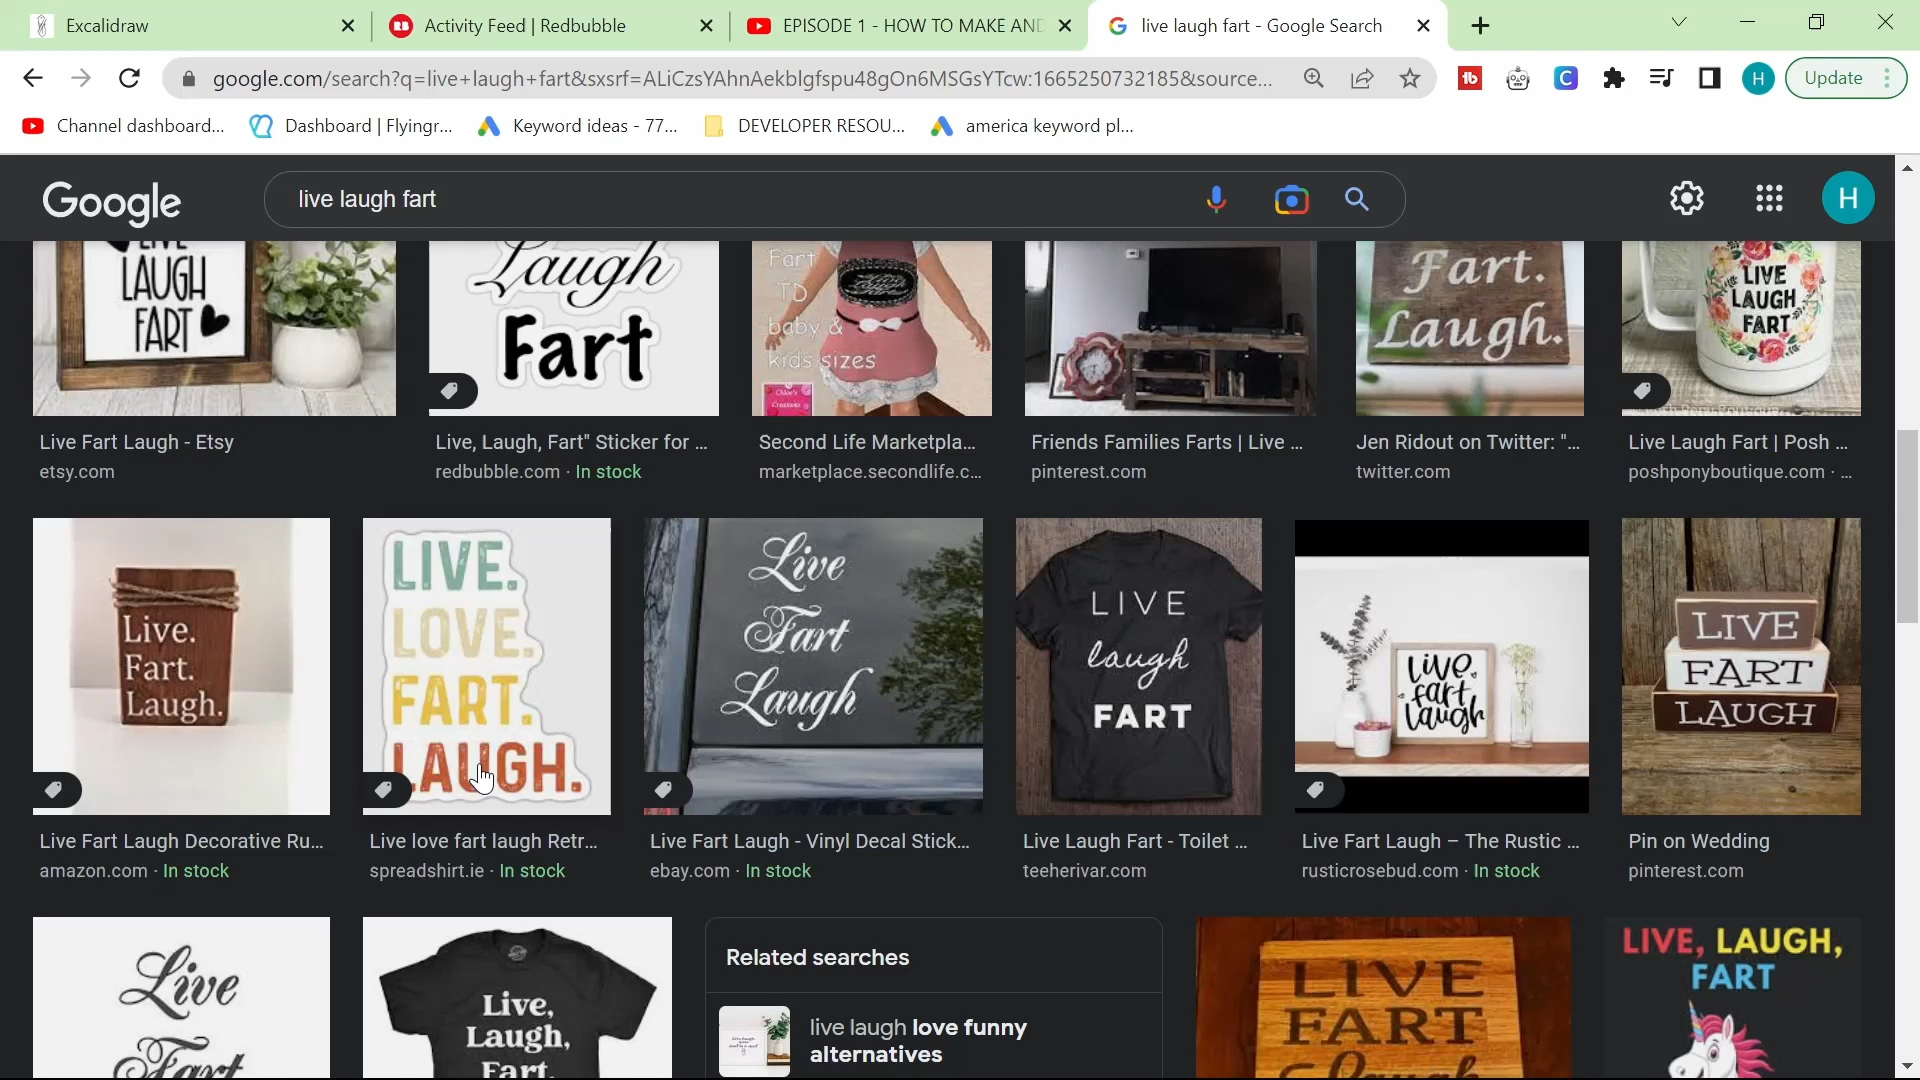 Excalidraw
Activity Feed | Redbubble
EPISODE 1 - HOW TO MAKE AND
live laugh fart - Google Search
google.com/search?q=live+laugh+fart&sxsrf=ALiCzsYAhnAekblgfspu48gOn6MSGsYTcw:1665250732185&source...
H
Update
Channel dashboard...
Dashboard | Flyingr...
Keyword ideas - 77...
DEVELOPER RESOU...
america keyword pl...
Google
live laugh fart
H
LIVE
LAUGH
FART
Laugh
Fart
Fart
TD
baby &
kids sizes
Fart.
Laugh.
LIVE
LAUGH
FART
Live Fart Laugh - Etsy
etsy.com
Live, Laugh, Fart" Sticker for ...
redbubble.com · In stock
Second Life Marketpla...
marketplace.secondlife.c...
Friends Families Farts | Live ...
pinterest.com
Jen Ridout on Twitter: "...
twitter.com
Live Laugh Fart | Posh ...
poshponyboutique.com · ...
Live.
Fart.
Laugh.
LIVE.
LOVE.
FART.
LAUGH.
Live
Fart
Laugh
LIVE
laugh
FART
live
fart
laugh
LIVE
FART
LAUGH
Live Fart Laugh Decorative Ru...
amazon.com · In stock
Live love fart laugh Retr...
spreadshirt.ie · In stock
Live Fart Laugh - Vinyl Decal Stick...
ebay.com · In stock
Live Laugh Fart - Toilet ...
teeherivar.com
Live Fart Laugh – The Rustic ...
rusticrosebud.com · In stock
Pin on Wedding
pinterest.com
Live
Fart
Live,
Laugh,
Fart.
Related searches
live laugh love funny
alternatives
LIVE
FART
Laugh
LIVE, LAUGH,
FART